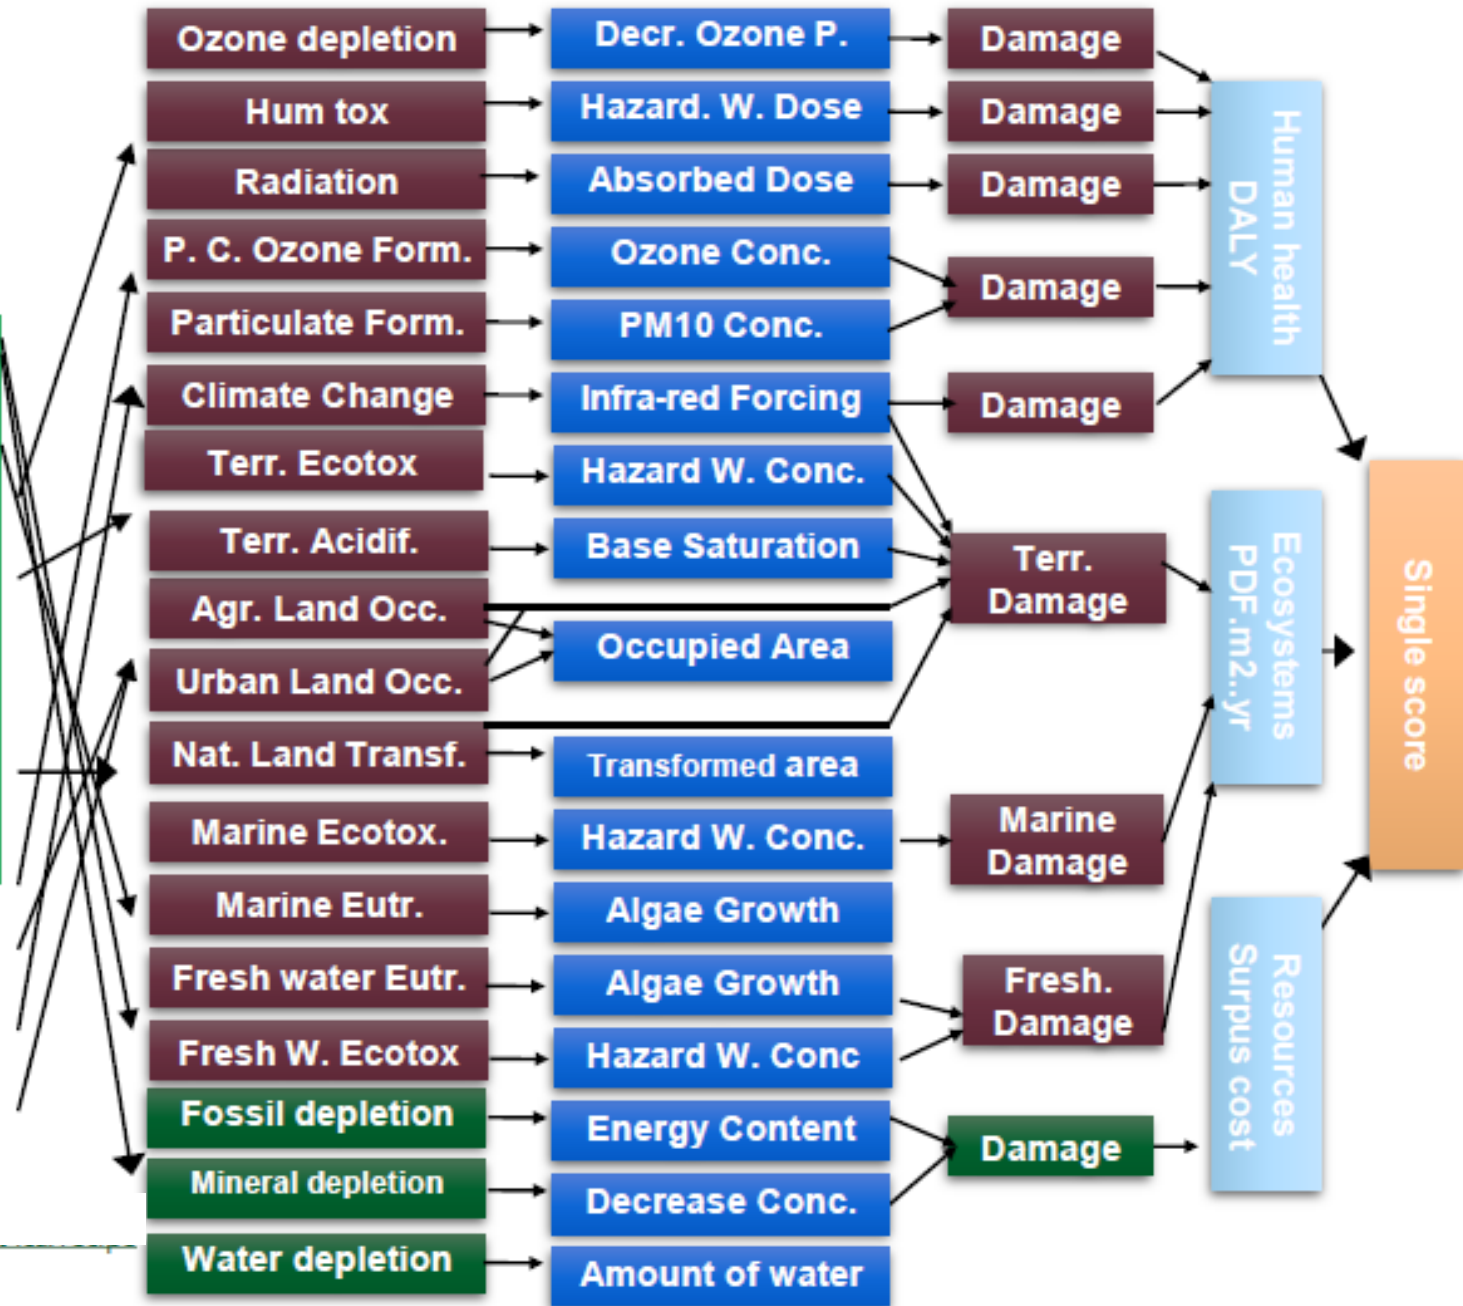 Ozone depletion
Decr. Ozone P.
Damage
Hum tox
Hazard. W. Dose
Damage
Radiation
Absorbed Dose
Damage
P. C. Ozone Form.
Ozone Conc.
Damage
Particulate Form.
PM10 Conc.
Climate Change
Infra-red Forcing
Damage
Human health
DALY
Terr. Ecotox
Hazard W. Conc.
Terr. Acidif.
Base Saturation
Terr.
Damage
Agr. Land Occ.
Occupied Area
Urban Land Occ.
Nat. Land Transf.
Transformed area
Ecosystems
PDF.m2..yr
Single score
Marine Ecotox.
Hazard W. Conc.
Marine
Damage
Marine Eutr.
Algae Growth
Fresh water Eutr.
Algae Growth
Fresh.
Damage
Fresh W. Ecotox
Hazard W. Conc
Fossil depletion
Energy Content
Damage
Resources
Surpus cost
Mineral depletion
Decrease Conc.
Water depletion
Amount of water